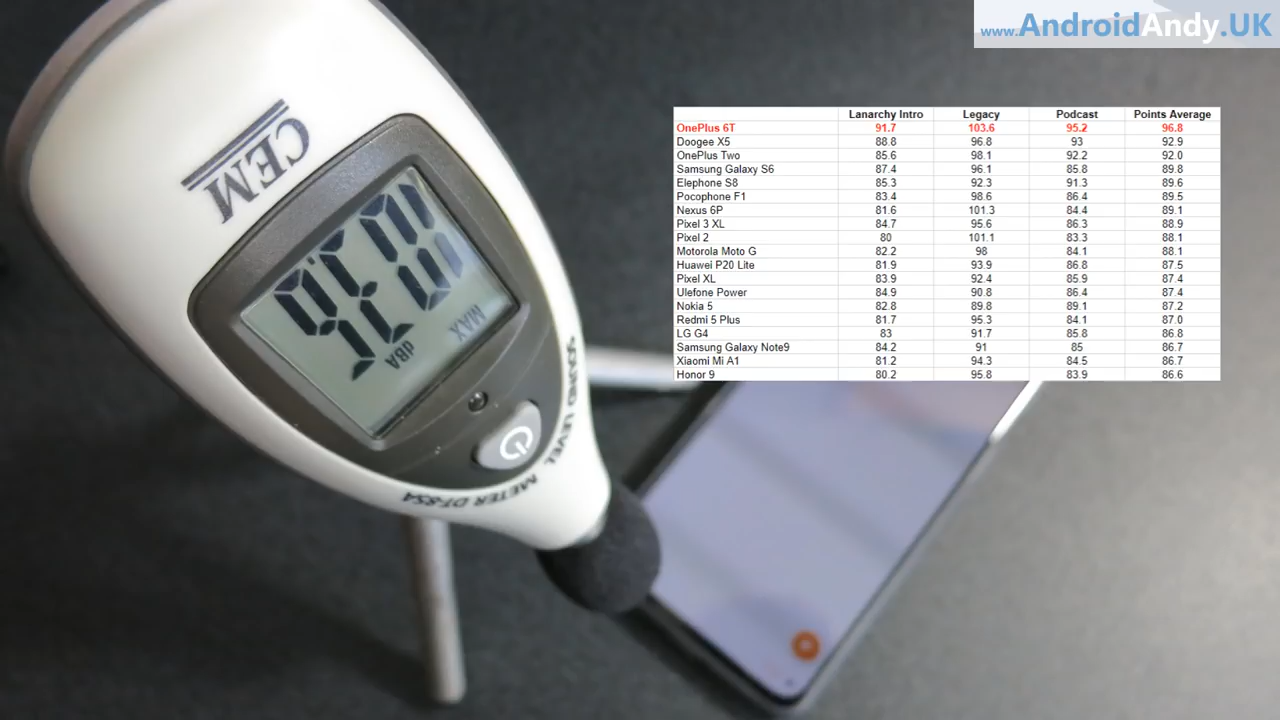 www.AndroidAndy.UK
Lanarchy Intro Legacy Podcast Points Average
OnePlus 6T 91.7 103.6 95.2 96.8
Doogee X5 88.8 96.8 93 92.9
OnePlus Two 85.6 98.1 92.2 92.0
Samsung Galaxy S6 87.4 96.1 85.8 89.8
Elephone S8 85.3 92.3 91.3 89.6
Pocophone F1 83.4 98.6 86.4 89.5
Nexus 6P 81.6 101.3 84.4 89.1
Pixel 3 XL 84.7 95.6 86.3 88.9
Pixel 2 80 101.1 83.3 88.1
Motorola Moto G 82.2 98 84.1 88.1
Huawei P20 Lite 81.9 93.9 86.8 87.5
Pixel XL 83.9 92.4 85.9 87.4
Ulefone Power 84.9 90.8 86.4 87.4
Nokia 5 82.8 89.8 89.1 87.2
Redmi 5 Plus 81.7 95.3 84.1 87.0
LG G4 83 91.7 85.8 86.8
Samsung Galaxy Note9 84.2 91 85 86.7
Xiaomi Mi A1 81.2 94.3 84.5 86.7
Honor 9 80.2 95.8 83.9 86.6
CEM
MAX dBA
103.6
SOUND LEVEL METER DT-85A